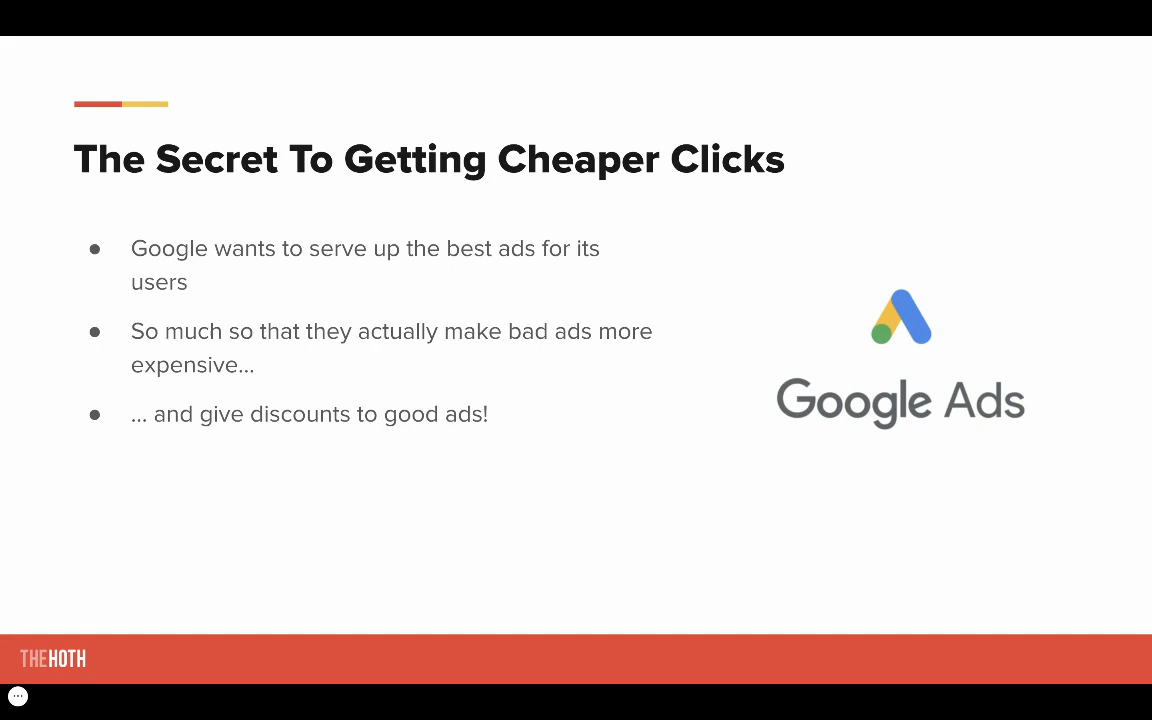 The Secret To Getting Cheaper Clicks
● Google wants to serve up the best ads for its
users
● So much so that they actually make bad ads more
expensive...
● ... and give discounts to good ads!
Google Ads
THEHOTH